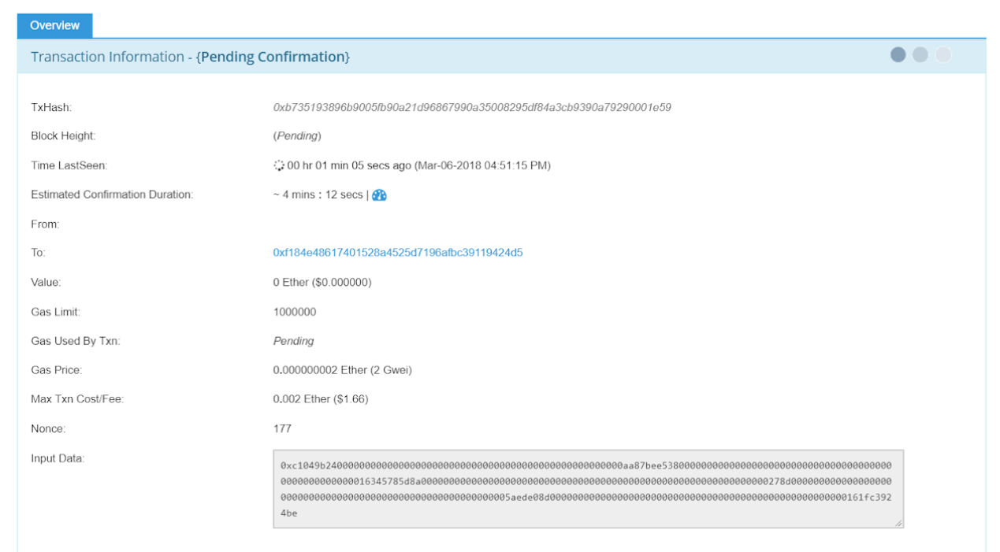 Overview
Transaction Information - {Pending Confirmation}
TxHash: 0xb735193896b9005fb90a21d96867990a35008295df84a3cb9390a79290001e59
Block Height: (Pending)
Time LastSeen: 00 hr 01 min 05 secs ago (Mar-06-2018 04:51:15 PM)
Estimated Confirmation Duration: ~ 4 mins : 12 secs |
From:
To: 0xf184e48617401528a4525d7196afbc39119424d5
Value: 0 Ether ($0.000000)
Gas Limit: 1000000
Gas Used By Txn: Pending
Gas Price: 0.000000002 Ether (2 Gwei)
Max Txn Cost/Fee: 0.002 Ether ($1.66)
Nonce: 177
Input Data:
0xc1049b24000000000000000000000000000000000000000000000000000aa87bee53800000000000000000000000000000000000000
0000000000000016345785d8a00000000000000000000000000000000000000000000000000000000000000278d000000000000000000
00000000000000000000000000000000000000005aede08d00000000000000000000000000000000000000000000000000000161fc392
4be